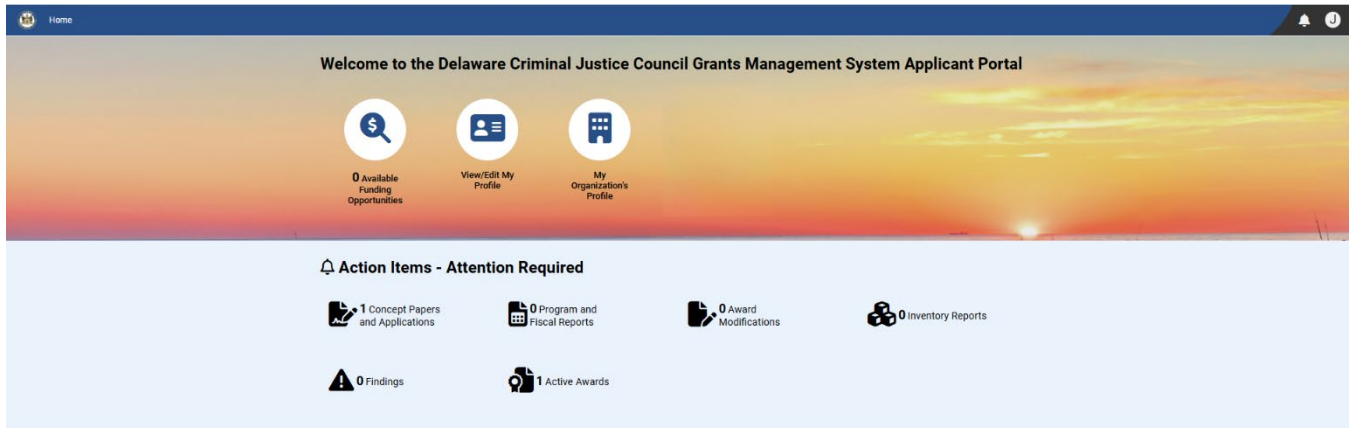 Home
J
Welcome to the Delaware Criminal Justice Council Grants Management System Applicant Portal
0 Available
Funding
Opportunities
View/Edit My
Profile
My
Organization's
Profile
Action Items - Attention Required
1 Concept Papers
and Applications
0 Program and
Fiscal Reports
0 Award
Modifications
0 Inventory Reports
0 Findings
1 Active Awards